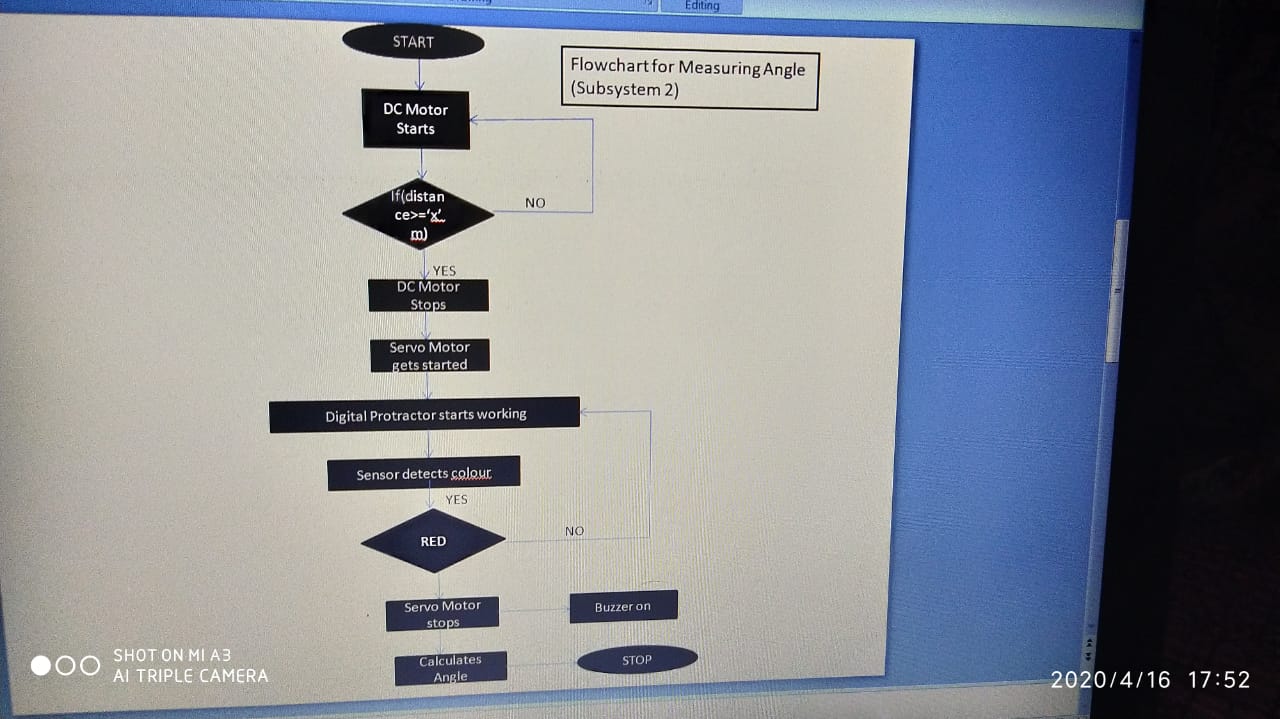 Editing
START
Flowchart for Measuring Angle
(Subsystem 2)
DC Motor
Starts
If(distan
ce>='x'
m)
NO
YES
DC Motor
Stops
Servo Motor
gets started
Digital Protractor starts working
Sensor detects colour
YES
RED
NO
Servo Motor
stops
Buzzer on
Calculates
Angle
STOP
SHOT ON MI A3
AI TRIPLE CAMERA
2020/4/16 17:52